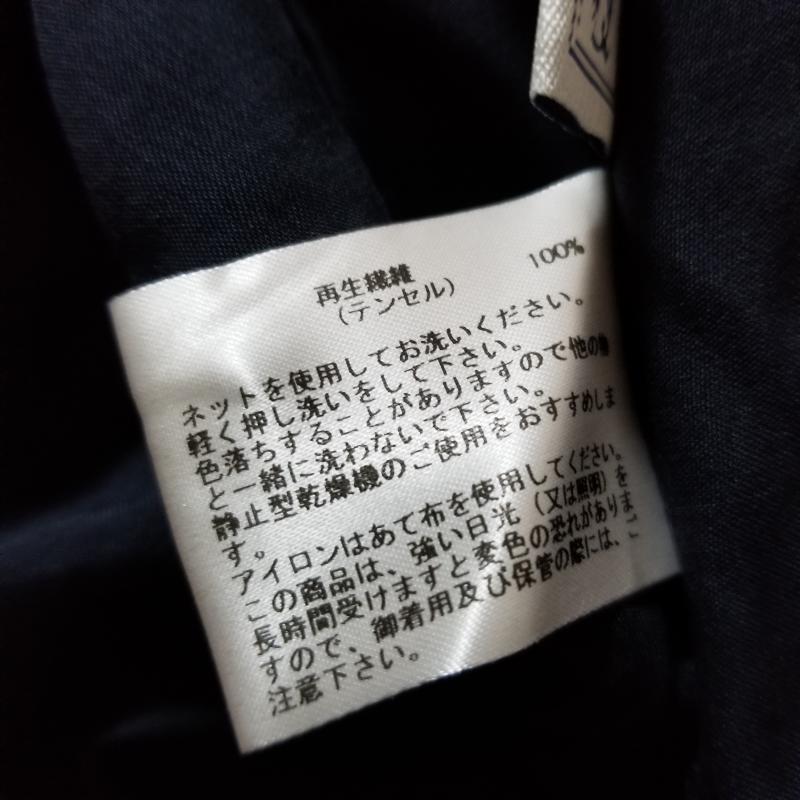 再生繊維 100%
(テンセル)
ネットを使用してお洗いください。
軽く押し洗いをして下さい。
色落ちすることがありますので他の物
と一緒に洗わないで下さい。
静止型乾燥機のご使用をおすすめしま
す。
アイロンはあて布を使用してください。
この商品は、強い日光(又は照明)を
長時間受けますと変色の恐れがありま
すので、御着用及び保管の際には、ご
注意下さい。